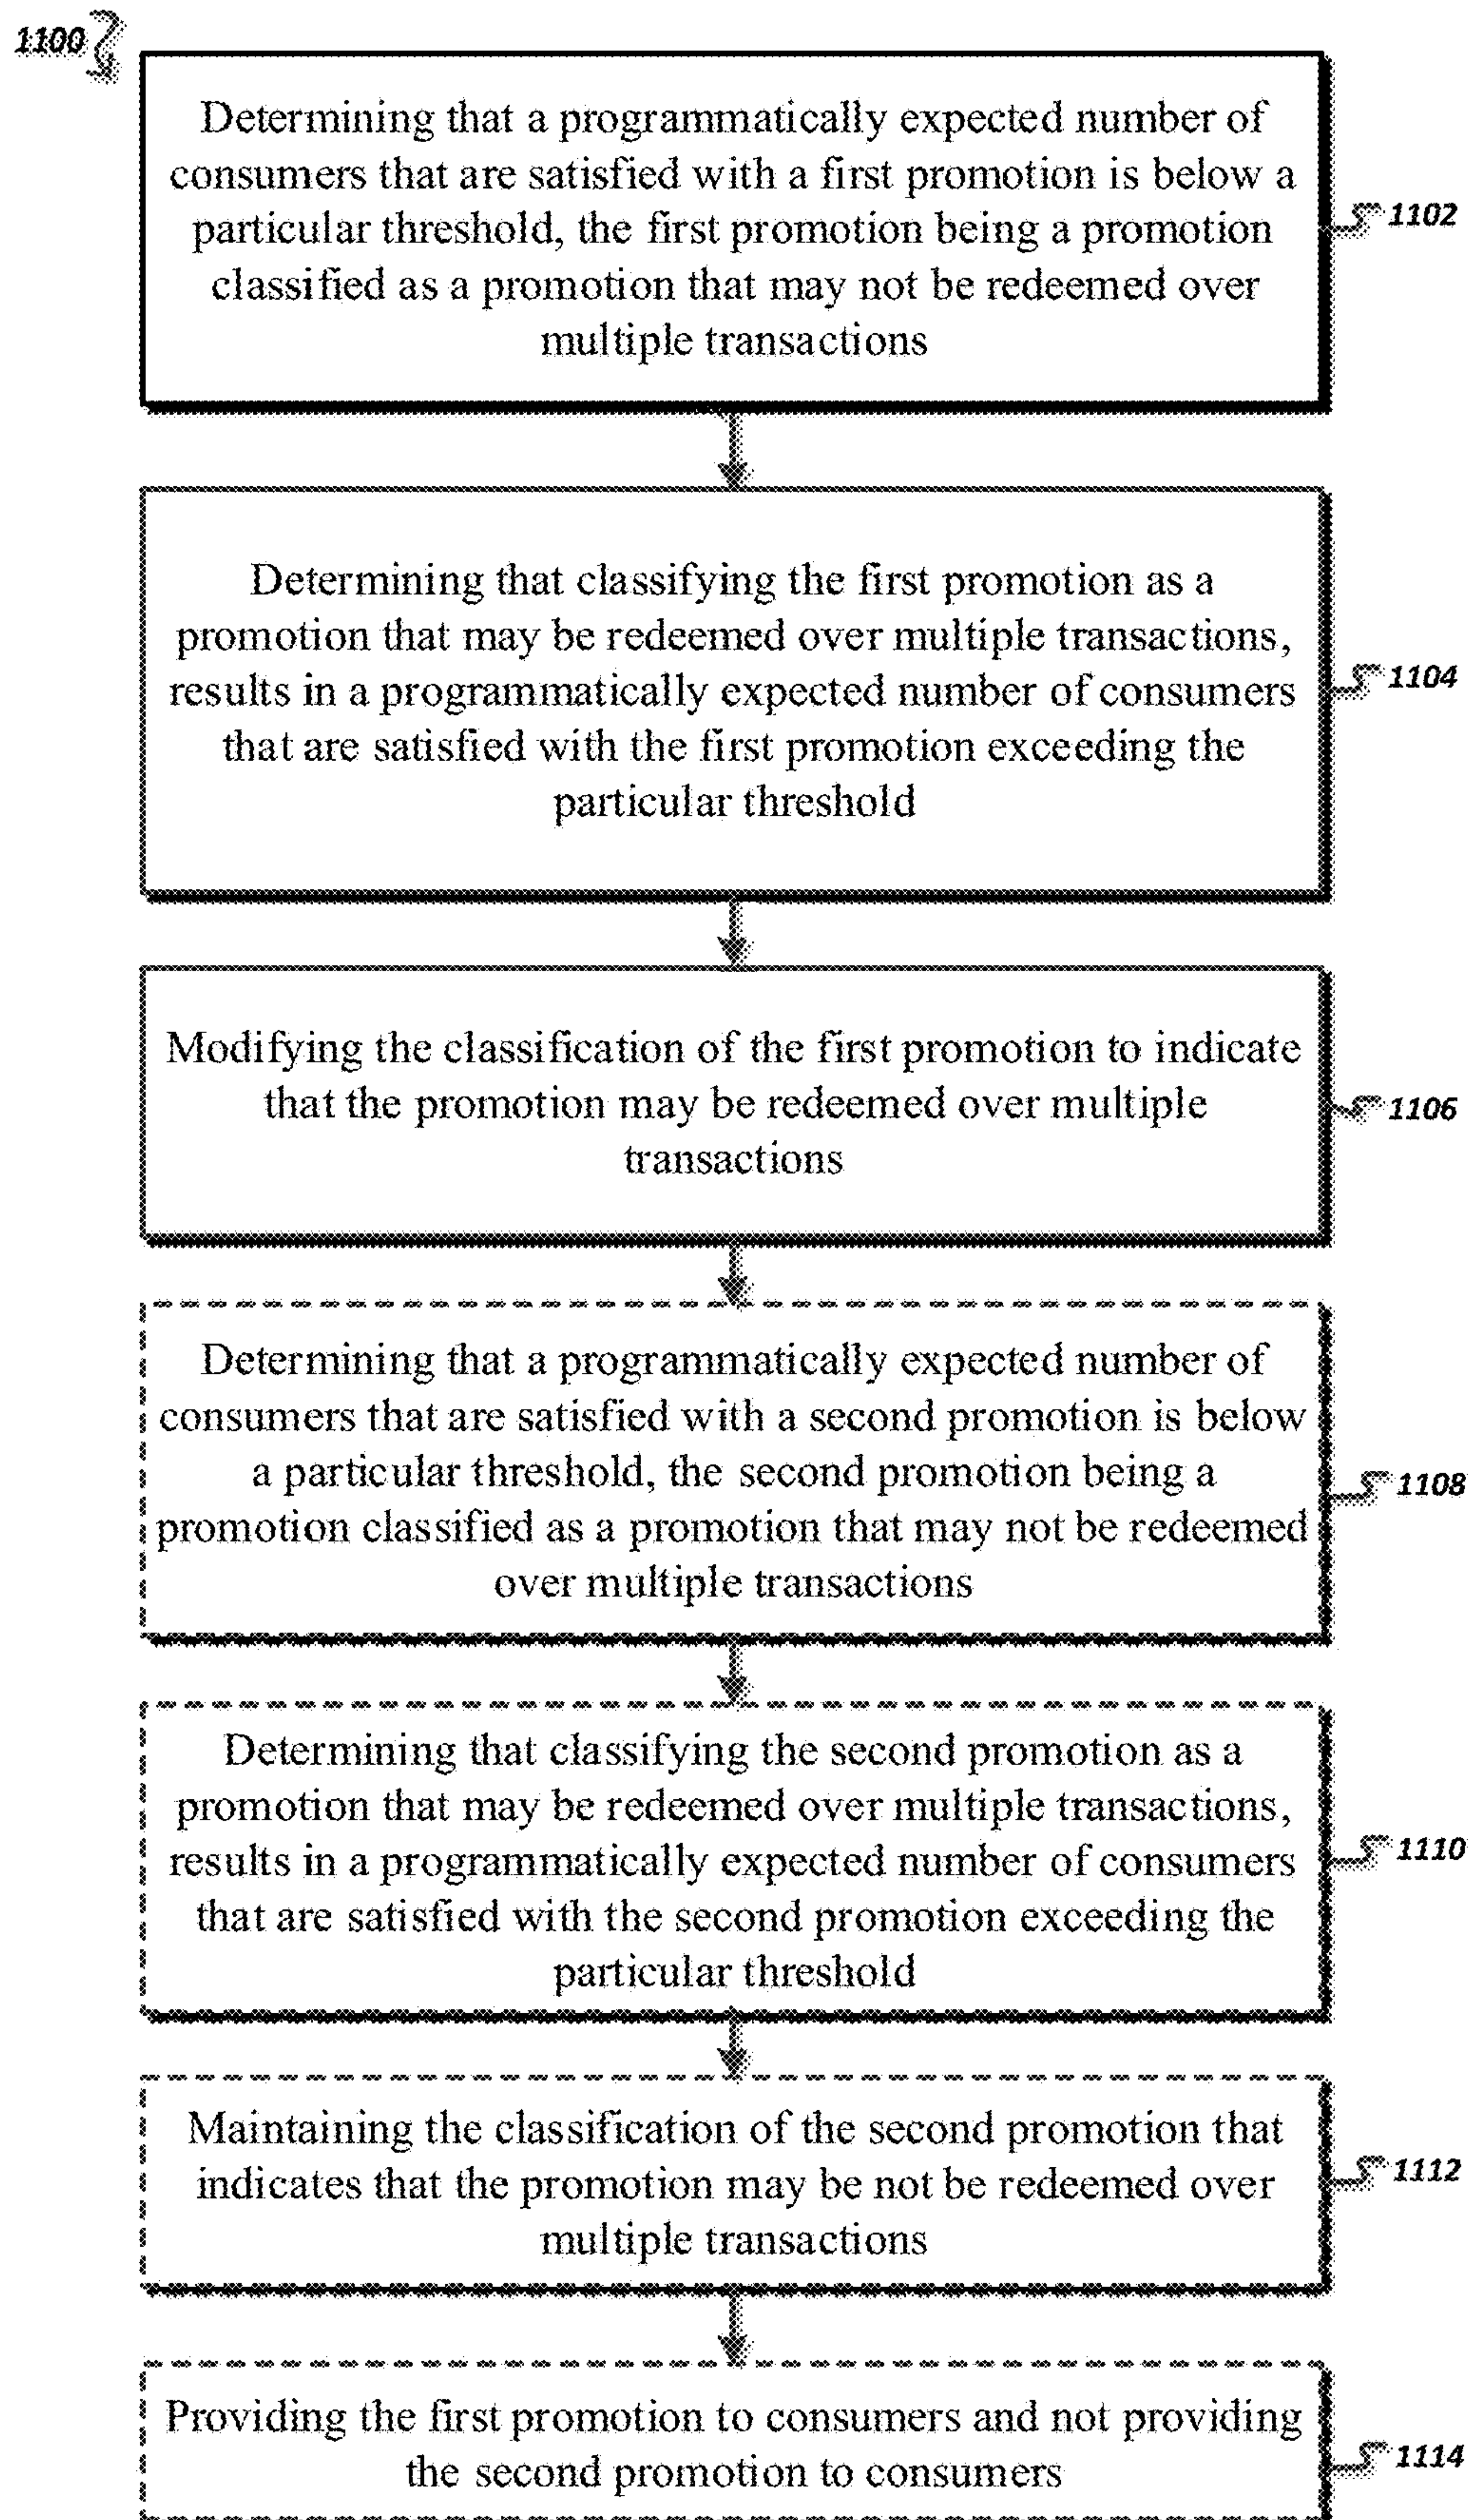 1100
Determining that a programmatically expected number of
consumers that are satisfied with a first promotion is below a
particular threshold, the first promotion being a promotion
classified as a promotion that may not be redeemed over
multiple transactions
1102
Determining that classifying the first promotion as a
promotion that may be redeemed over multiple transactions,
results in a programmatically expected number of consumers
that are satisfied with the first promotion exceeding the
particular threshold
1104
Modifying the classification of the first promotion to indicate
that the promotion may be redeemed over multiple
transactions
1106
Determining that a programmatically expected number of
consumers that are satisfied with a second promotion is below
a particular threshold, the second promotion being a
promotion classified as a promotion that may not be redeemed
over multiple transactions
1108
Determining that classifying the second promotion as a
promotion that may be redeemed over multiple transactions,
results in a programmatically expected number of consumers
that are satisfied with the second promotion exceeding the
particular threshold
1110
Maintaining the classification of the second promotion that
indicates that the promotion may be not be redeemed over
multiple transactions
1112
Providing the first promotion to consumers and not providing
the second promotion to consumers
1114